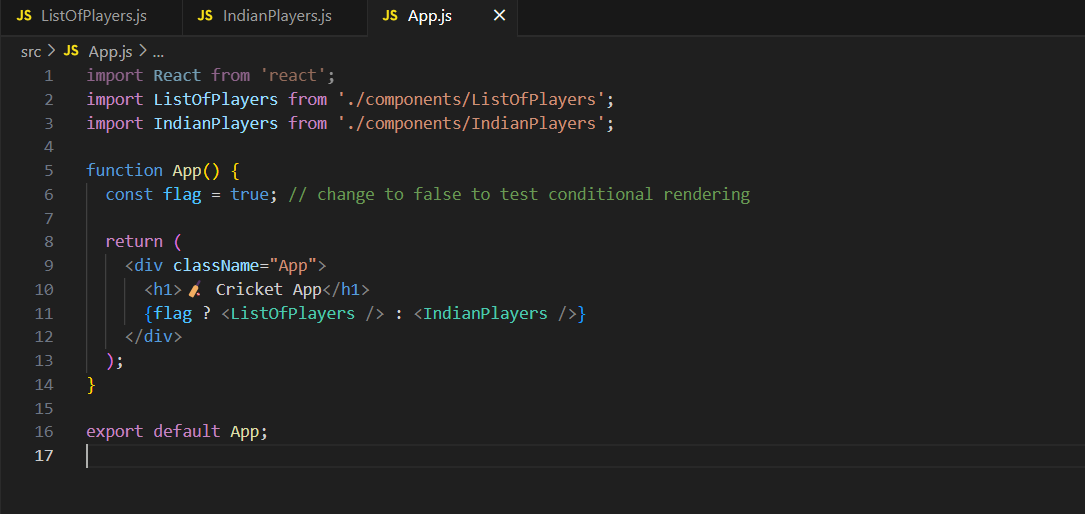 JS ListOfPlayers.js JS IndianPlayers.js JS App.js ×
src > JS App.js > ...
1 import React from 'react';
2 import ListOfPlayers from './components/ListOfPlayers';
3 import IndianPlayers from './components/IndianPlayers';
4
5 function App() {
6   const flag = true; // change to false to test conditional rendering
7
8   return (
9     <div className="App">
10       <h1>🏏 Cricket App</h1>
11       {flag ? <ListOfPlayers /> : <IndianPlayers />}
12     </div>
13   );
14 }
15
16 export default App;
17